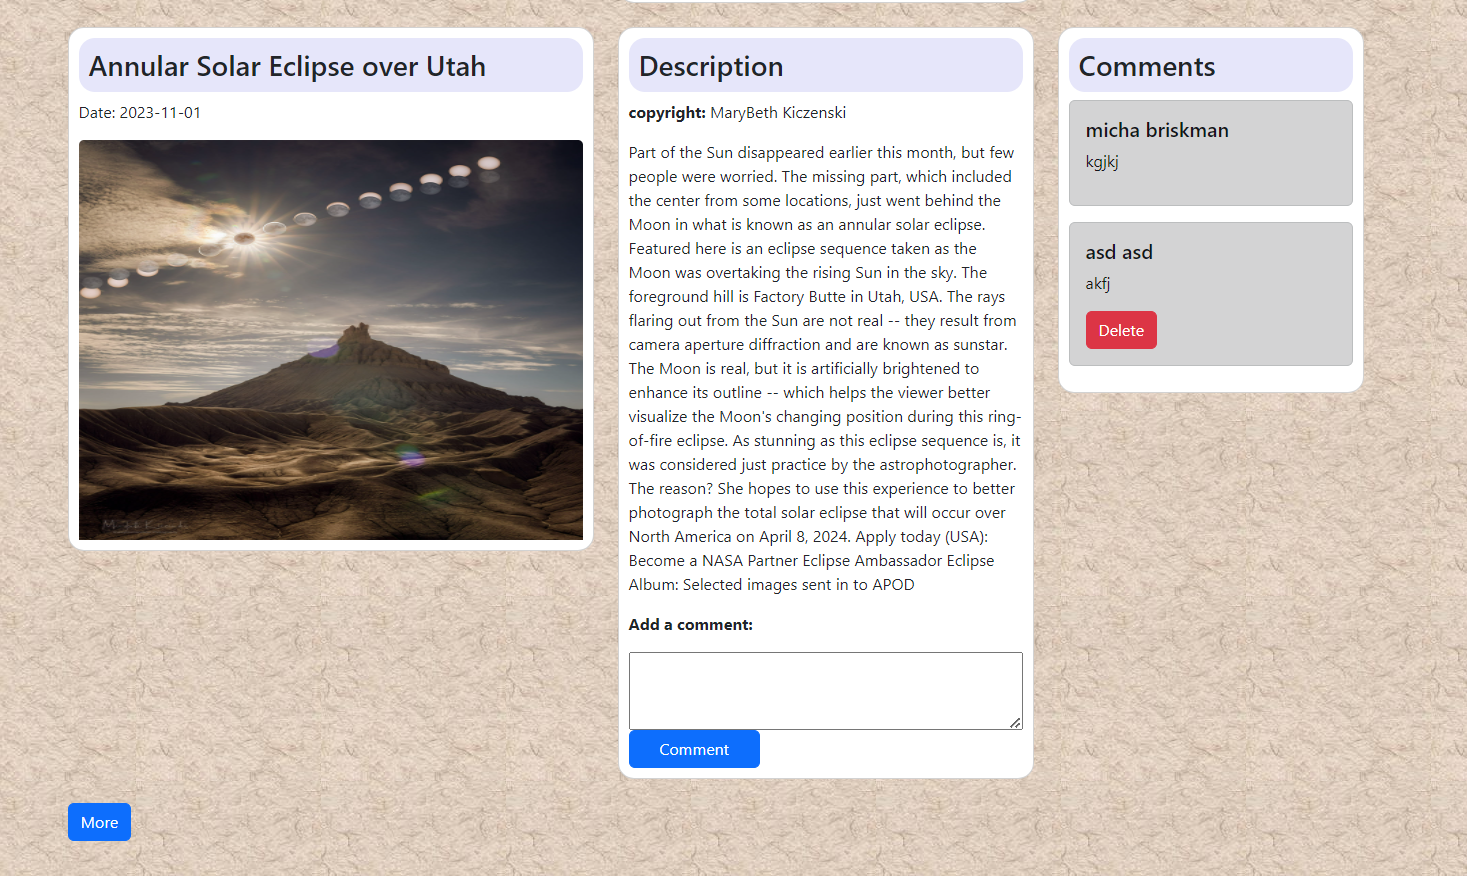 Annular Solar Eclipse over Utah
Date: 2023-11-01
Description
copyright: MaryBeth Kiczenski
Part of the Sun disappeared earlier this month, but few
people were worried. The missing part, which included
the center from some locations, just went behind the
Moon in what is known as an annular solar eclipse.
Featured here is an eclipse sequence taken as the
Moon was overtaking the rising Sun in the sky. The
foreground hill is Factory Butte in Utah, USA. The rays
flaring out from the Sun are not real -- they result from
camera aperture diffraction and are known as sunstar.
The Moon is real, but it is artificially brightened to
enhance its outline -- which helps the viewer better
visualize the Moon's changing position during this ring-
of-fire eclipse. As stunning as this eclipse sequence is, it
was considered just practice by the astrophotographer.
The reason? She hopes to use this experience to better
photograph the total solar eclipse that will occur over
North America on April 8, 2024. Apply today (USA):
Become a NASA Partner Eclipse Ambassador Eclipse
Album: Selected images sent in to APOD
Add a comment:
Comment
Comments
micha briskman
kgjkj
asd asd
akfj
Delete
More